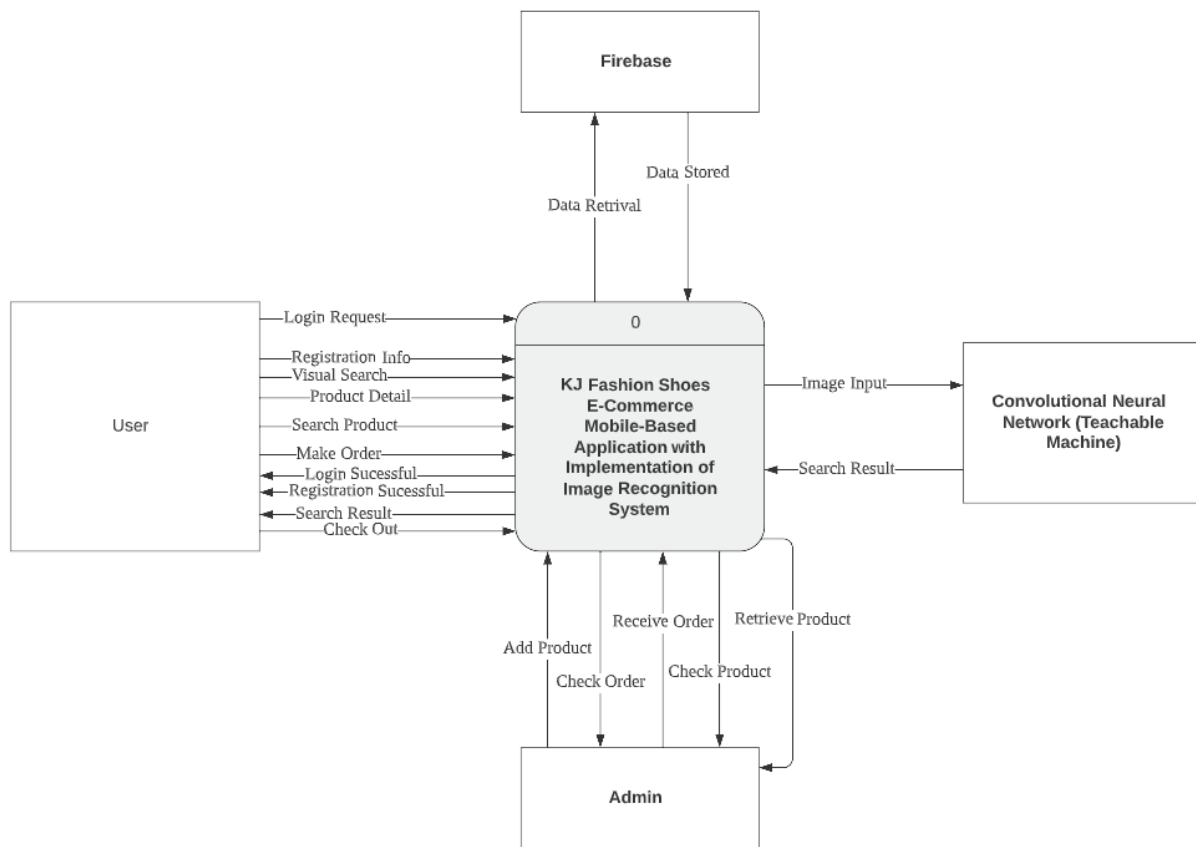 Firebase
Data Stored
Data Retrival
0
KJ Fashion Shoes
E-Commerce
Mobile-Based
Application with
Implementation of
Image Recognition
System
User
Login Request
Registration Info
Visual Search
Product Detail
Search Product
Make Order
Login Sucessful
Registration Sucessful
Search Result
Check Out
Image Input
Search Result
Convolutional Neural
Network (Teachable
Machine)
Add Product
Check Order
Receive Order
Check Product
Retrieve Product
Admin